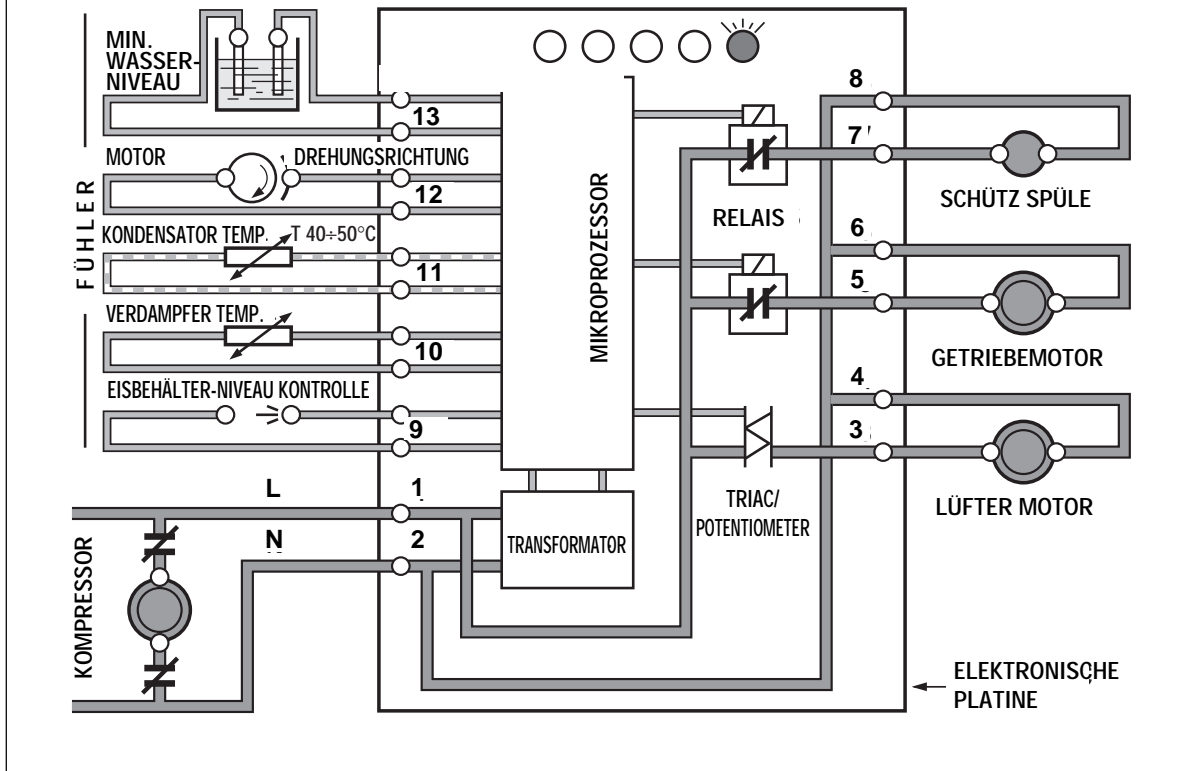 MIN.
WASSER-
NIVEAU
13
MOTOR
DREHUNGSRICHTUNG
12
KONDENSATOR TEMP.
T 40÷50°C
11
VERDAMPFER TEMP.
10
EISBEHÄLTER-NIVEAU KONTROLLE
9
FÜHLER
L
1
N
2
KOMPRESSOR
MIKROPROZESSOR
TRANSFORMATOR
RELAIS
TRIAC/
POTENTIOMETER
8
7
SCHÜTZ SPÜLE
6
5
GETRIEBEMOTOR
4
3
LÜFTER MOTOR
ELEKTRONISCHE
PLATINE